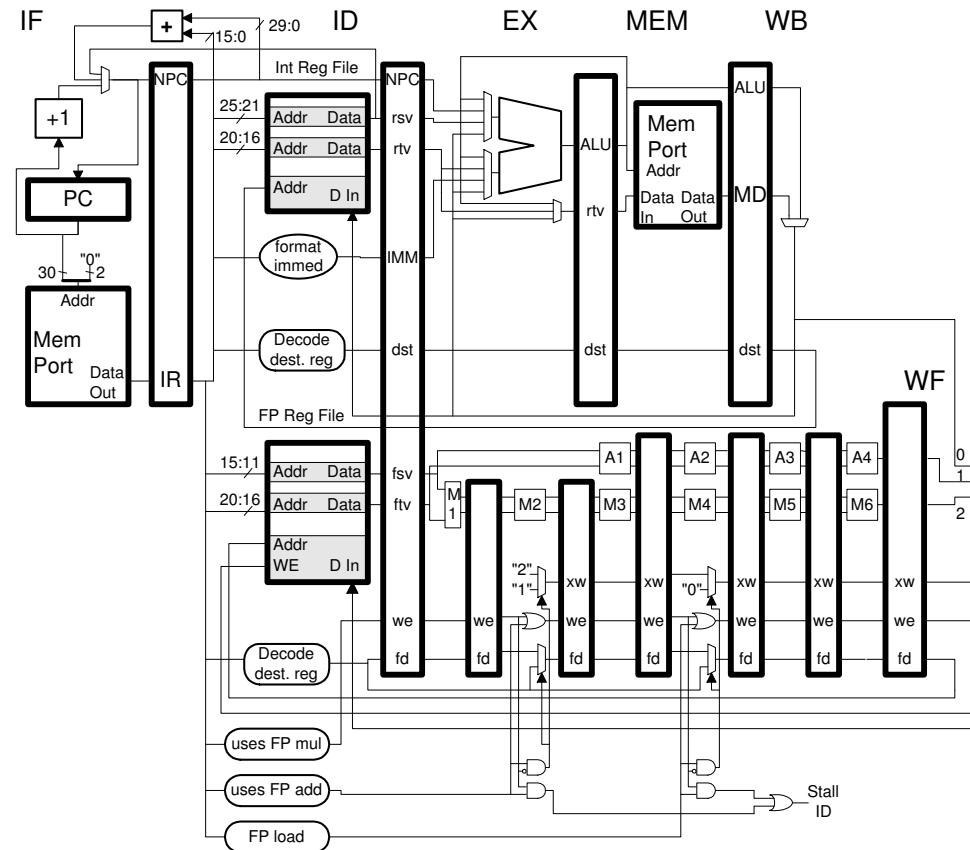 IF ID EX MEM WB
+
29:0
15:0
Int Reg File
NPC NPC ALU
+1
25:21 Addr Data rsv
20:16 Addr Data rtv
Addr
D In
PC
ALU
rtv
Mem
Port
Addr
Data
In
Data
Out
MD
format
immed
IMM
30 "0" 2
Addr
Mem
Port
Data
Out
IR
Decode
dest. reg
dst dst dst
WF
FP Reg File
15:11 Addr Data fsv
20:16 Addr Data ftv
Addr
WE D In
A1 A2 A3 A4
M
1
M2 M3 M4 M5 M6
0
1
2
"2"
"1"
xw xw
"0"
xw xw xw
we we we we we we we
Decode
dest. reg
fd fd fd fd fd fd fd
uses FP mul
uses FP add
FP load
Stall
ID